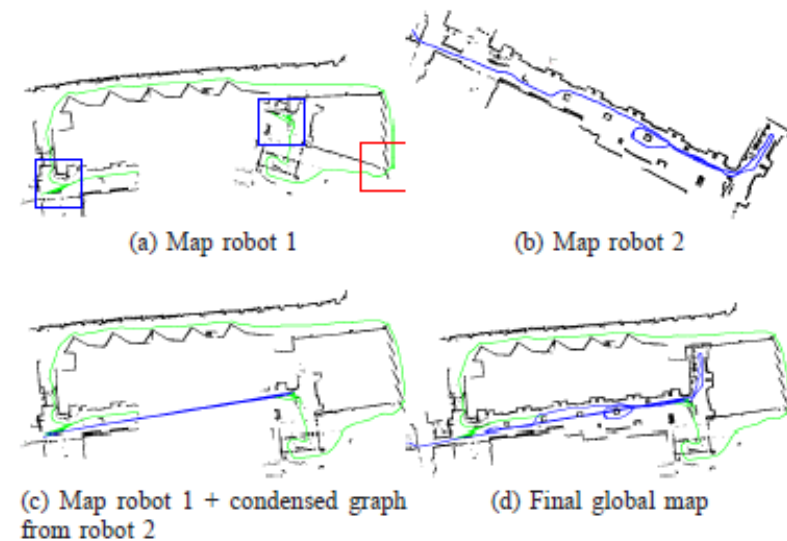 (a) Map robot 1
(b) Map robot 2
(c) Map robot 1 + condensed graph
from robot 2
(d) Final global map